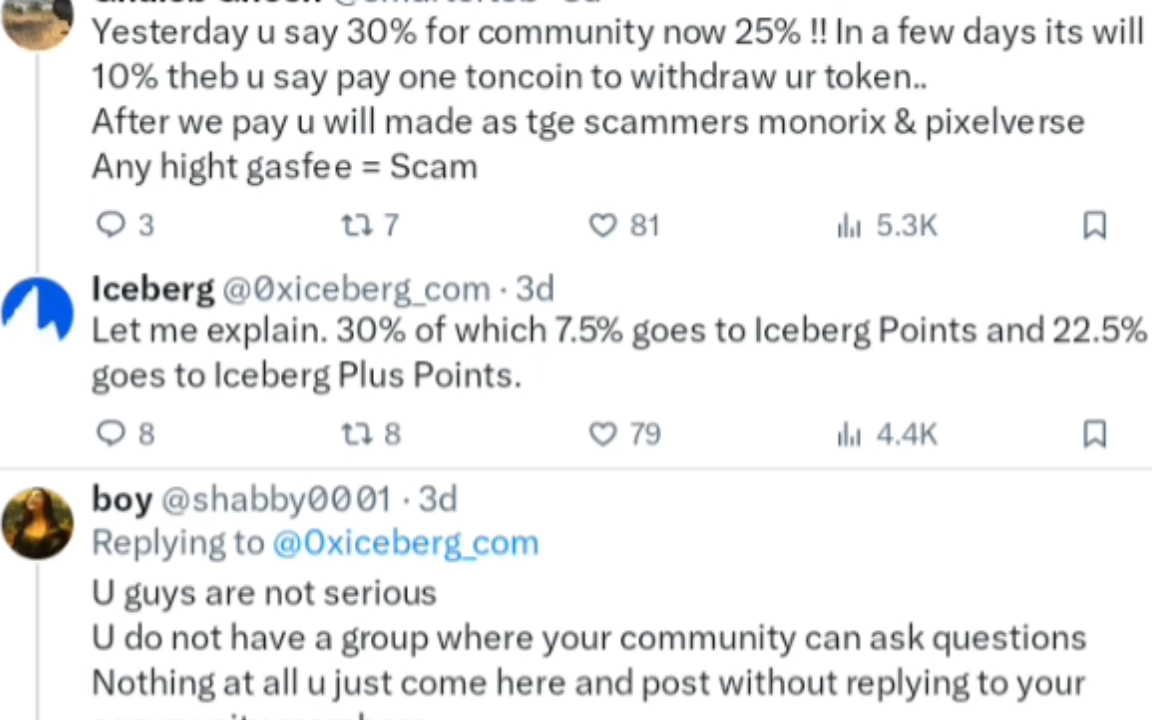 Yesterday u say 30% for community now 25% !! In a few days its will
10% theb u say pay one toncoin to withdraw ur token..
After we pay u will made as tge scammers monorix & pixelverse
Any hight gasfee = Scam
3 7 81 5.3K
Iceberg @0xiceberg_com · 3d
Let me explain. 30% of which 7.5% goes to Iceberg Points and 22.5%
goes to Iceberg Plus Points.
8 8 79 4.4K
boy @shabby0001 · 3d
Replying to @0xiceberg_com
U guys are not serious
U do not have a group where your community can ask questions
Nothing at all u just come here and post without replying to your